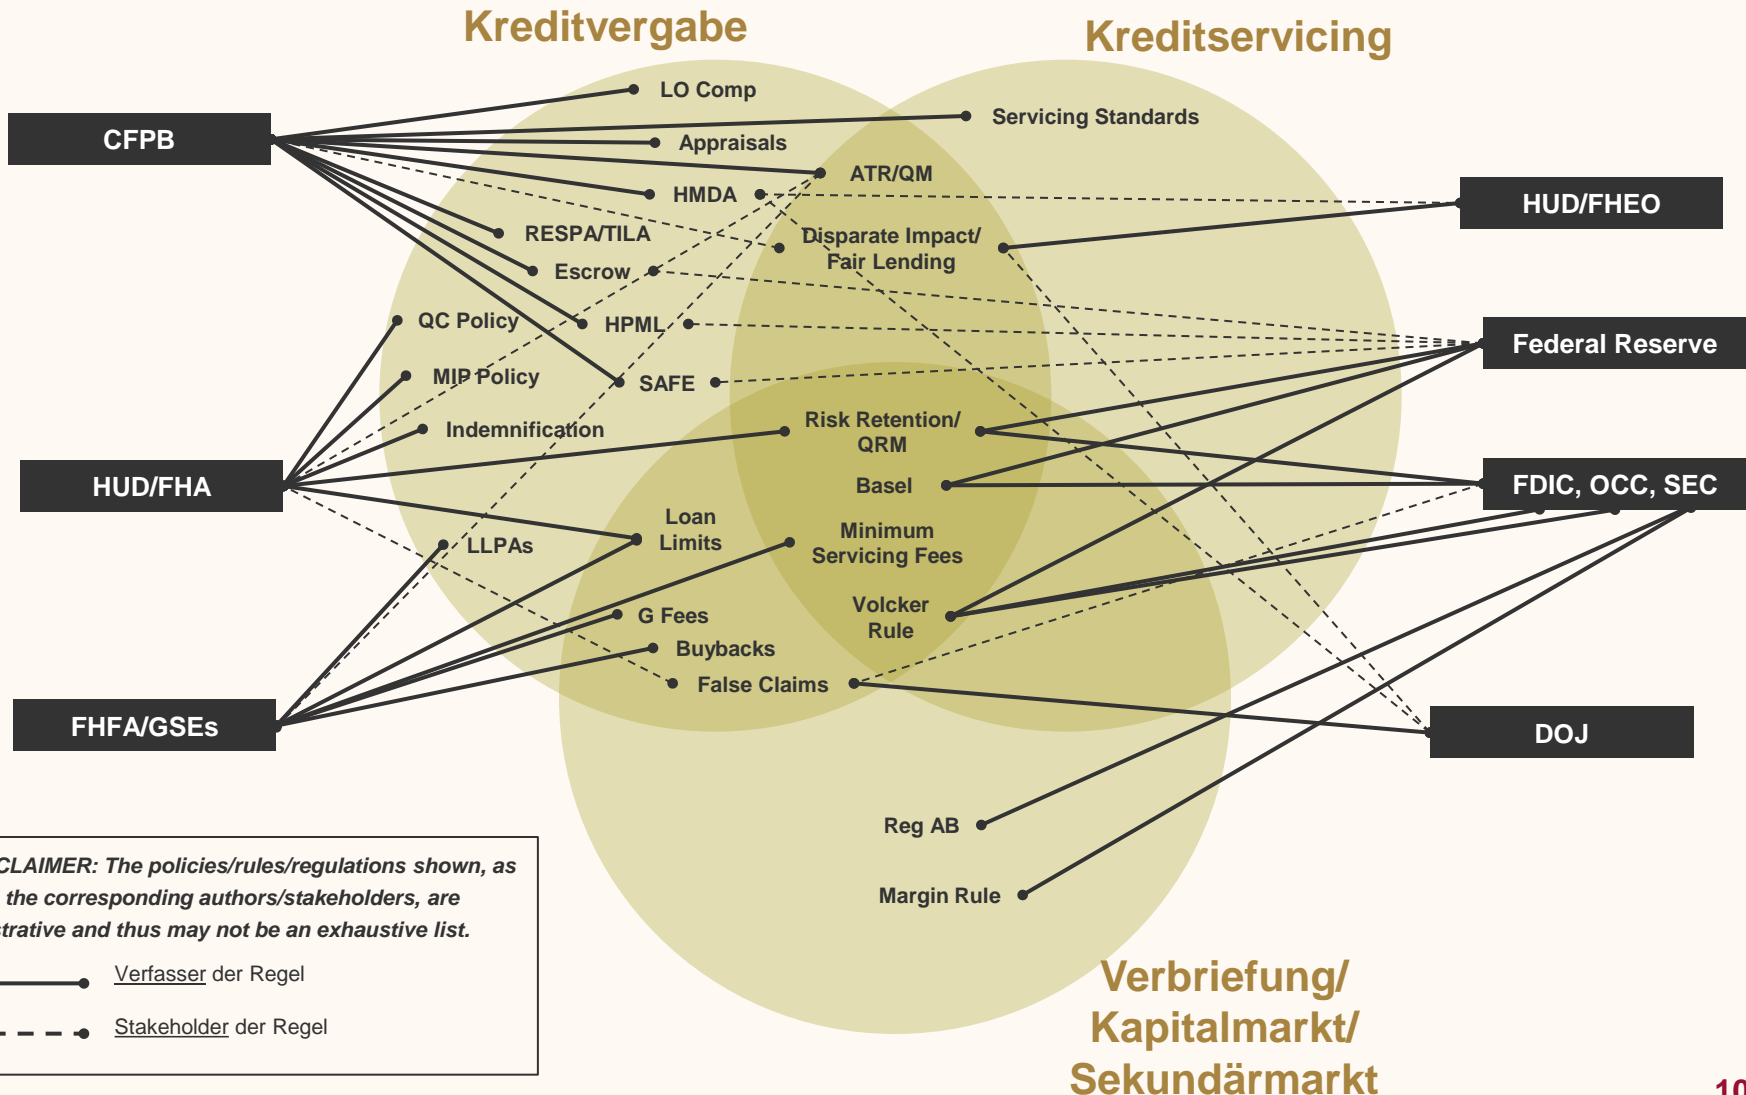 Kreditvergabe
Kreditservicing
LO Comp
Servicing Standards
CFPB
Appraisals
ATR/QM
HMDA
HUD/FHEO
RESPA/TILA
Disparate Impact/
Fair Lending
Escrow
QC Policy
HPML
Federal Reserve
MIP Policy
SAFE
Indemnification
Risk Retention/
QRM
HUD/FHA
Basel
FDIC, OCC, SEC
Loan
Limits
LLPAs
Minimum
Servicing Fees
G Fees
Volcker
Rule
Buybacks
False Claims
FHFA/GSEs
DOJ
Reg AB
Margin Rule
CLAIMER: The policies/rules/regulations shown, as
the corresponding authors/stakeholders, are
strative and thus may not be an exhaustive list.
Verfasser der Regel
Stakeholder der Regel
Verbriefung/
Kapitalmarkt/
Sekundärmarkt
10